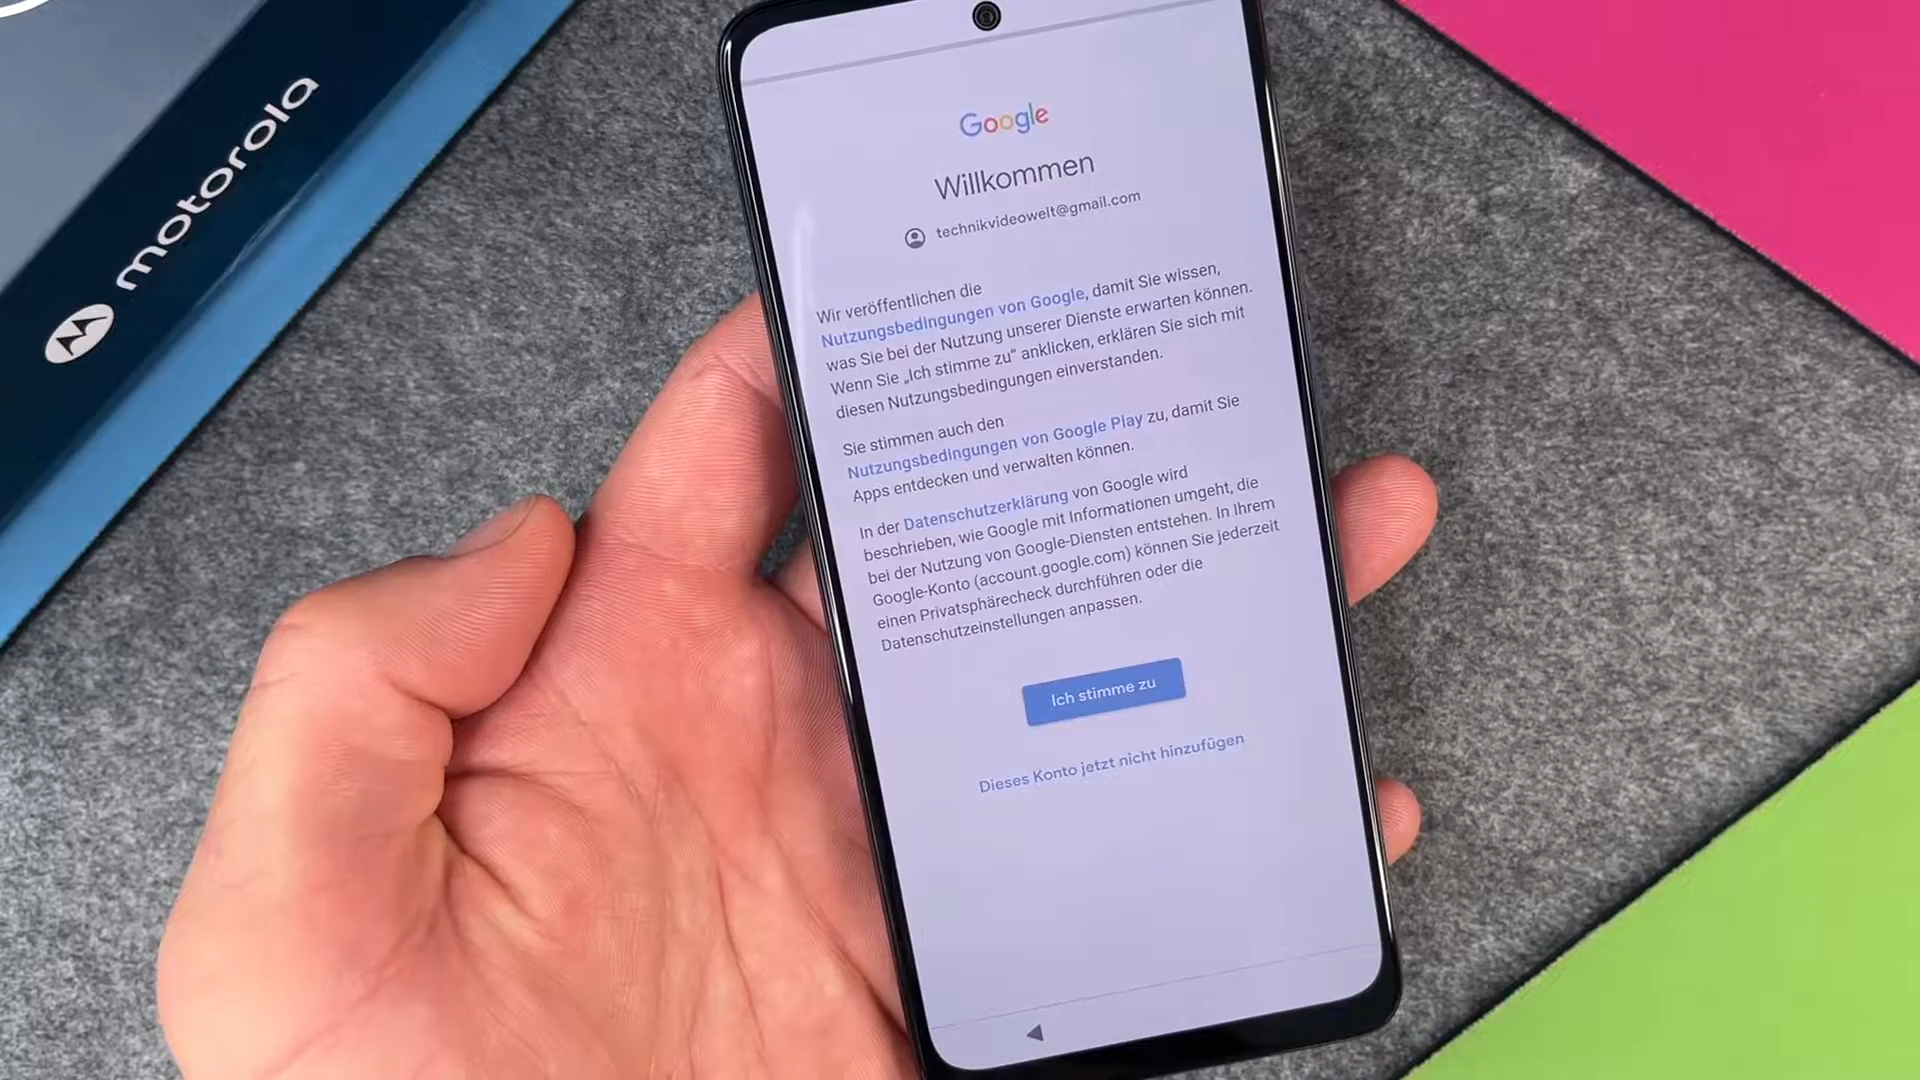 motorola
Google
Willkommen
technikvideowelt@gmail.com
Wir veröffentlichen die
Nutzungsbedingungen von Google, damit Sie wissen,
was Sie bei der Nutzung unserer Dienste erwarten können.
Wenn Sie „Ich stimme zu“ anklicken, erklären Sie sich mit
diesen Nutzungsbedingungen einverstanden.
Sie stimmen auch den
Nutzungsbedingungen von Google Play zu, damit Sie
Apps entdecken und verwalten können.
In der Datenschutzerklärung von Google wird
beschrieben, wie Google mit Informationen umgeht, die
bei der Nutzung von Google-Diensten entstehen. In Ihrem
Google-Konto (account.google.com) können Sie jederzeit
einen Privatsphärecheck durchführen oder die
Datenschutzeinstellungen anpassen.
Ich stimme zu
Dieses Konto jetzt nicht hinzufügen